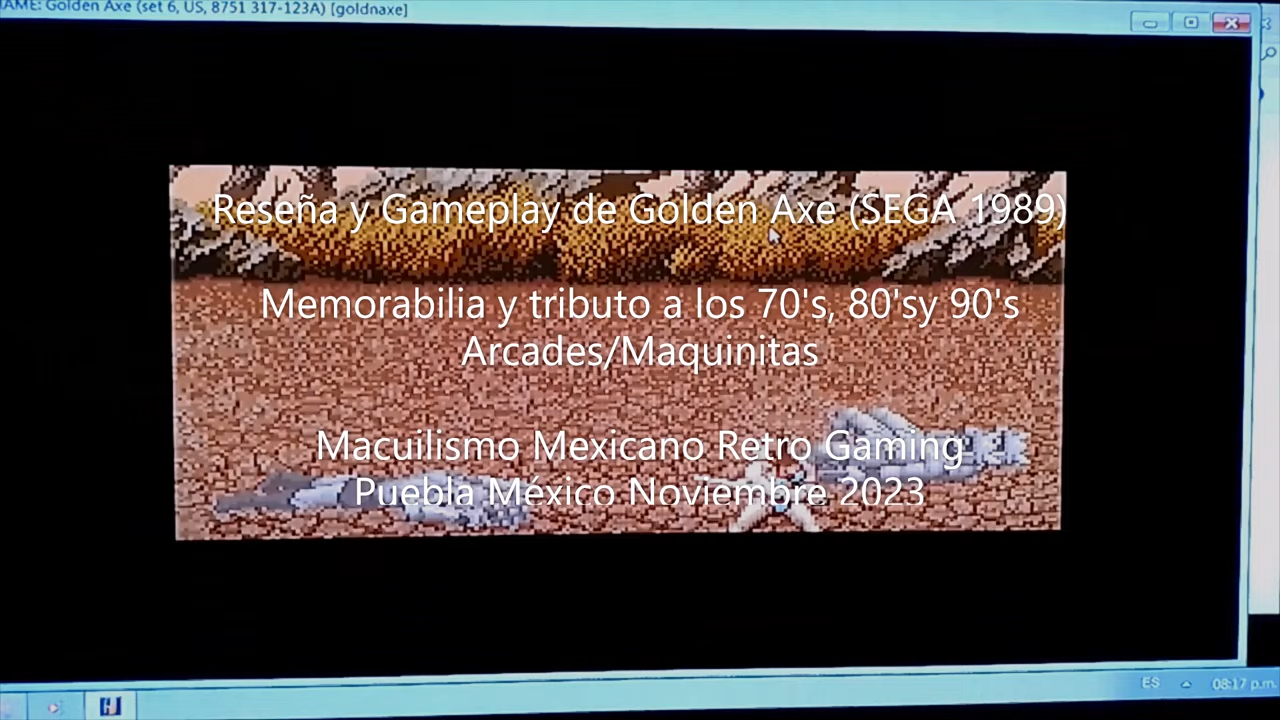 AME: Golden Axe (set 6, US, 8751 317-123A) [goldnaxe]
Reseña y Gameplay de Golden Axe (SEGA 1989)
Memorabilia y tributo a los 70's, 80'sy 90's
Arcades/Maquinitas
Macuilismo Mexicano Retro Gaming
Puebla México Noviembre 2023
ES
08:17 p.m.